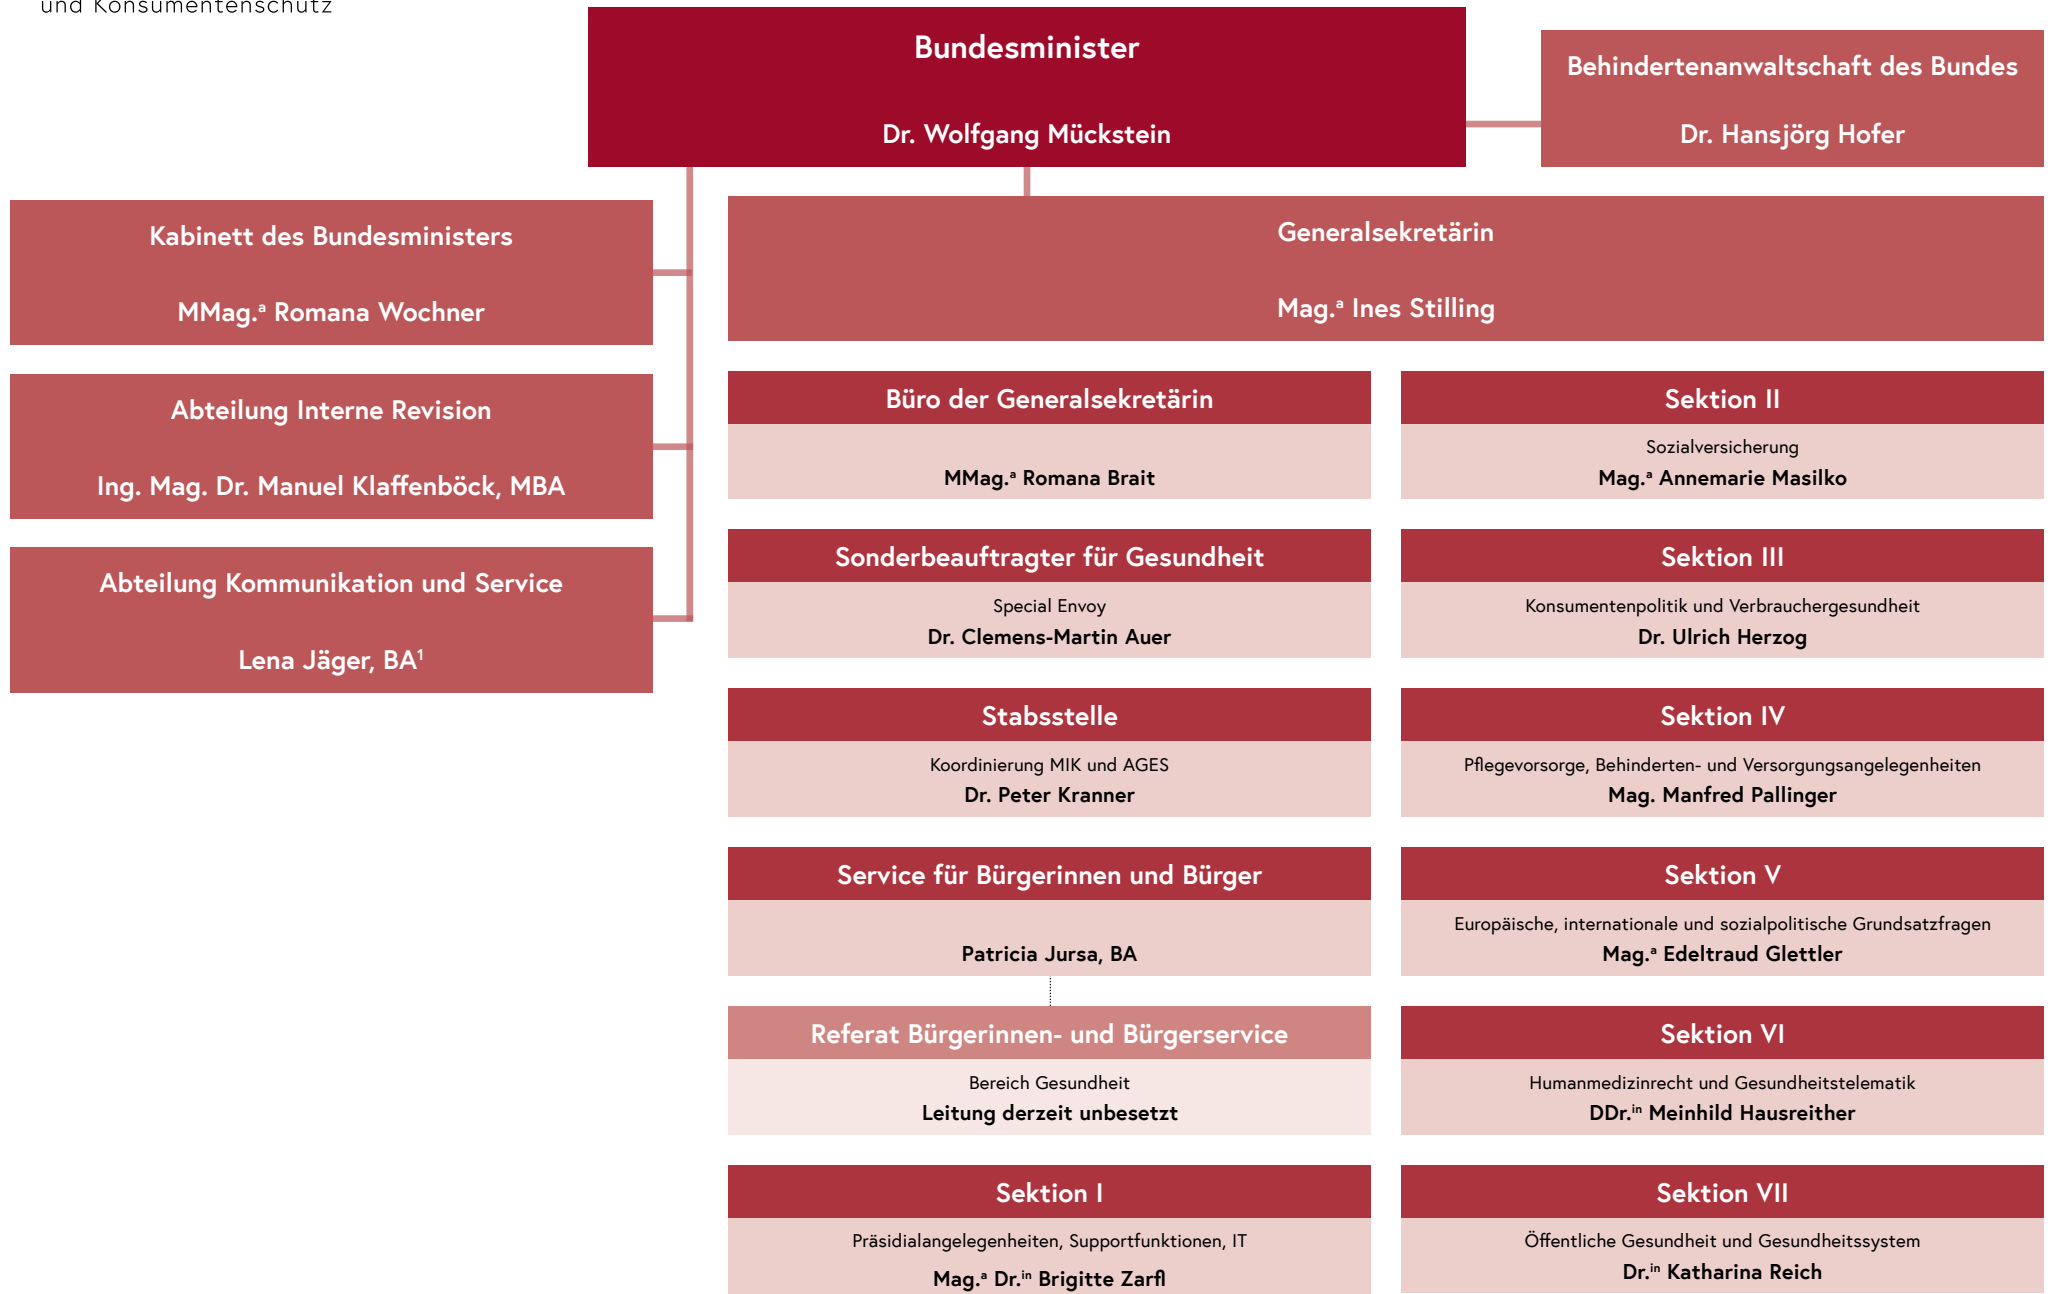 und Konsumentenschutz
Bundesminister
Dr. Wolfgang Mückstein
Behindertenanwaltschaft des Bundes
Dr. Hansjörg Hofer
Kabinett des Bundesministers
MMag.ᵃ Romana Wochner
Abteilung Interne Revision
Ing. Mag. Dr. Manuel Klaffenböck, MBA
Abteilung Kommunikation und Service
Lena Jäger, BA¹
Generalsekretärin
Mag.ᵃ Ines Stilling
Büro der Generalsekretärin
MMag.ᵃ Romana Brait
Sonderbeauftragter für Gesundheit
Special Envoy
Dr. Clemens-Martin Auer
Stabsstelle
Koordinierung MIK und AGES
Dr. Peter Kranner
Service für Bürgerinnen und Bürger
Patricia Jursa, BA
Referat Bürgerinnen- und Bürgerservice
Bereich Gesundheit
Leitung derzeit unbesetzt
Sektion I
Präsidialangelegenheiten, Supportfunktionen, IT
Mag.ᵃ Dr.ⁱⁿ Brigitte Zarfl
Sektion II
Sozialversicherung
Mag.ᵃ Annemarie Masilko
Sektion III
Konsumentenpolitik und Verbrauchergesundheit
Dr. Ulrich Herzog
Sektion IV
Pflegevorsorge, Behinderten- und Versorgungsangelegenheiten
Mag. Manfred Pallinger
Sektion V
Europäische, internationale und sozialpolitische Grundsatzfragen
Mag.ᵃ Edeltraud Glettler
Sektion VI
Humanmedizinrecht und Gesundheitstelematik
DDr.ⁱⁿ Meinhild Hausreither
Sektion VII
Öffentliche Gesundheit und Gesundheitssystem
Dr.ⁱⁿ Katharina Reich